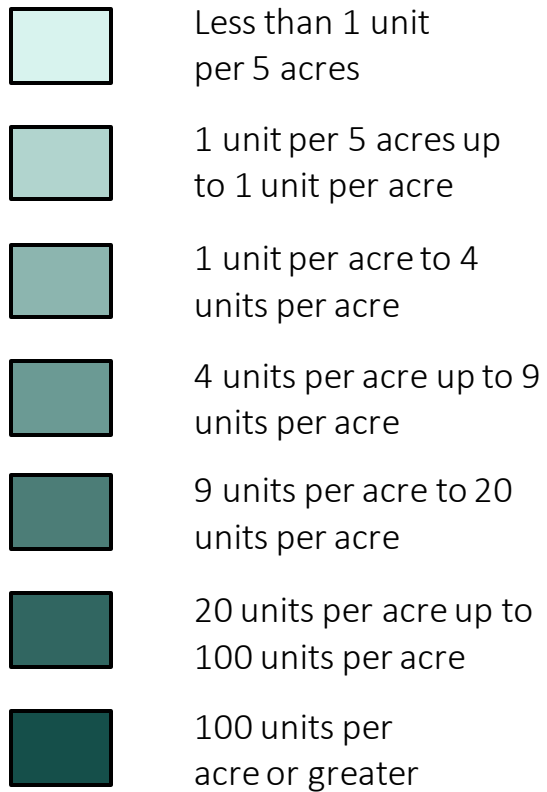 Less than 1 unit
per 5 acres
1 unit per 5 acres up
to 1 unit per acre
1 unit per acre to 4
units per acre
4 units per acre up to 9
units per acre
9 units per acre to 20
units per acre
20 units per acre up to
100 units per acre
100 units per
acre or greater